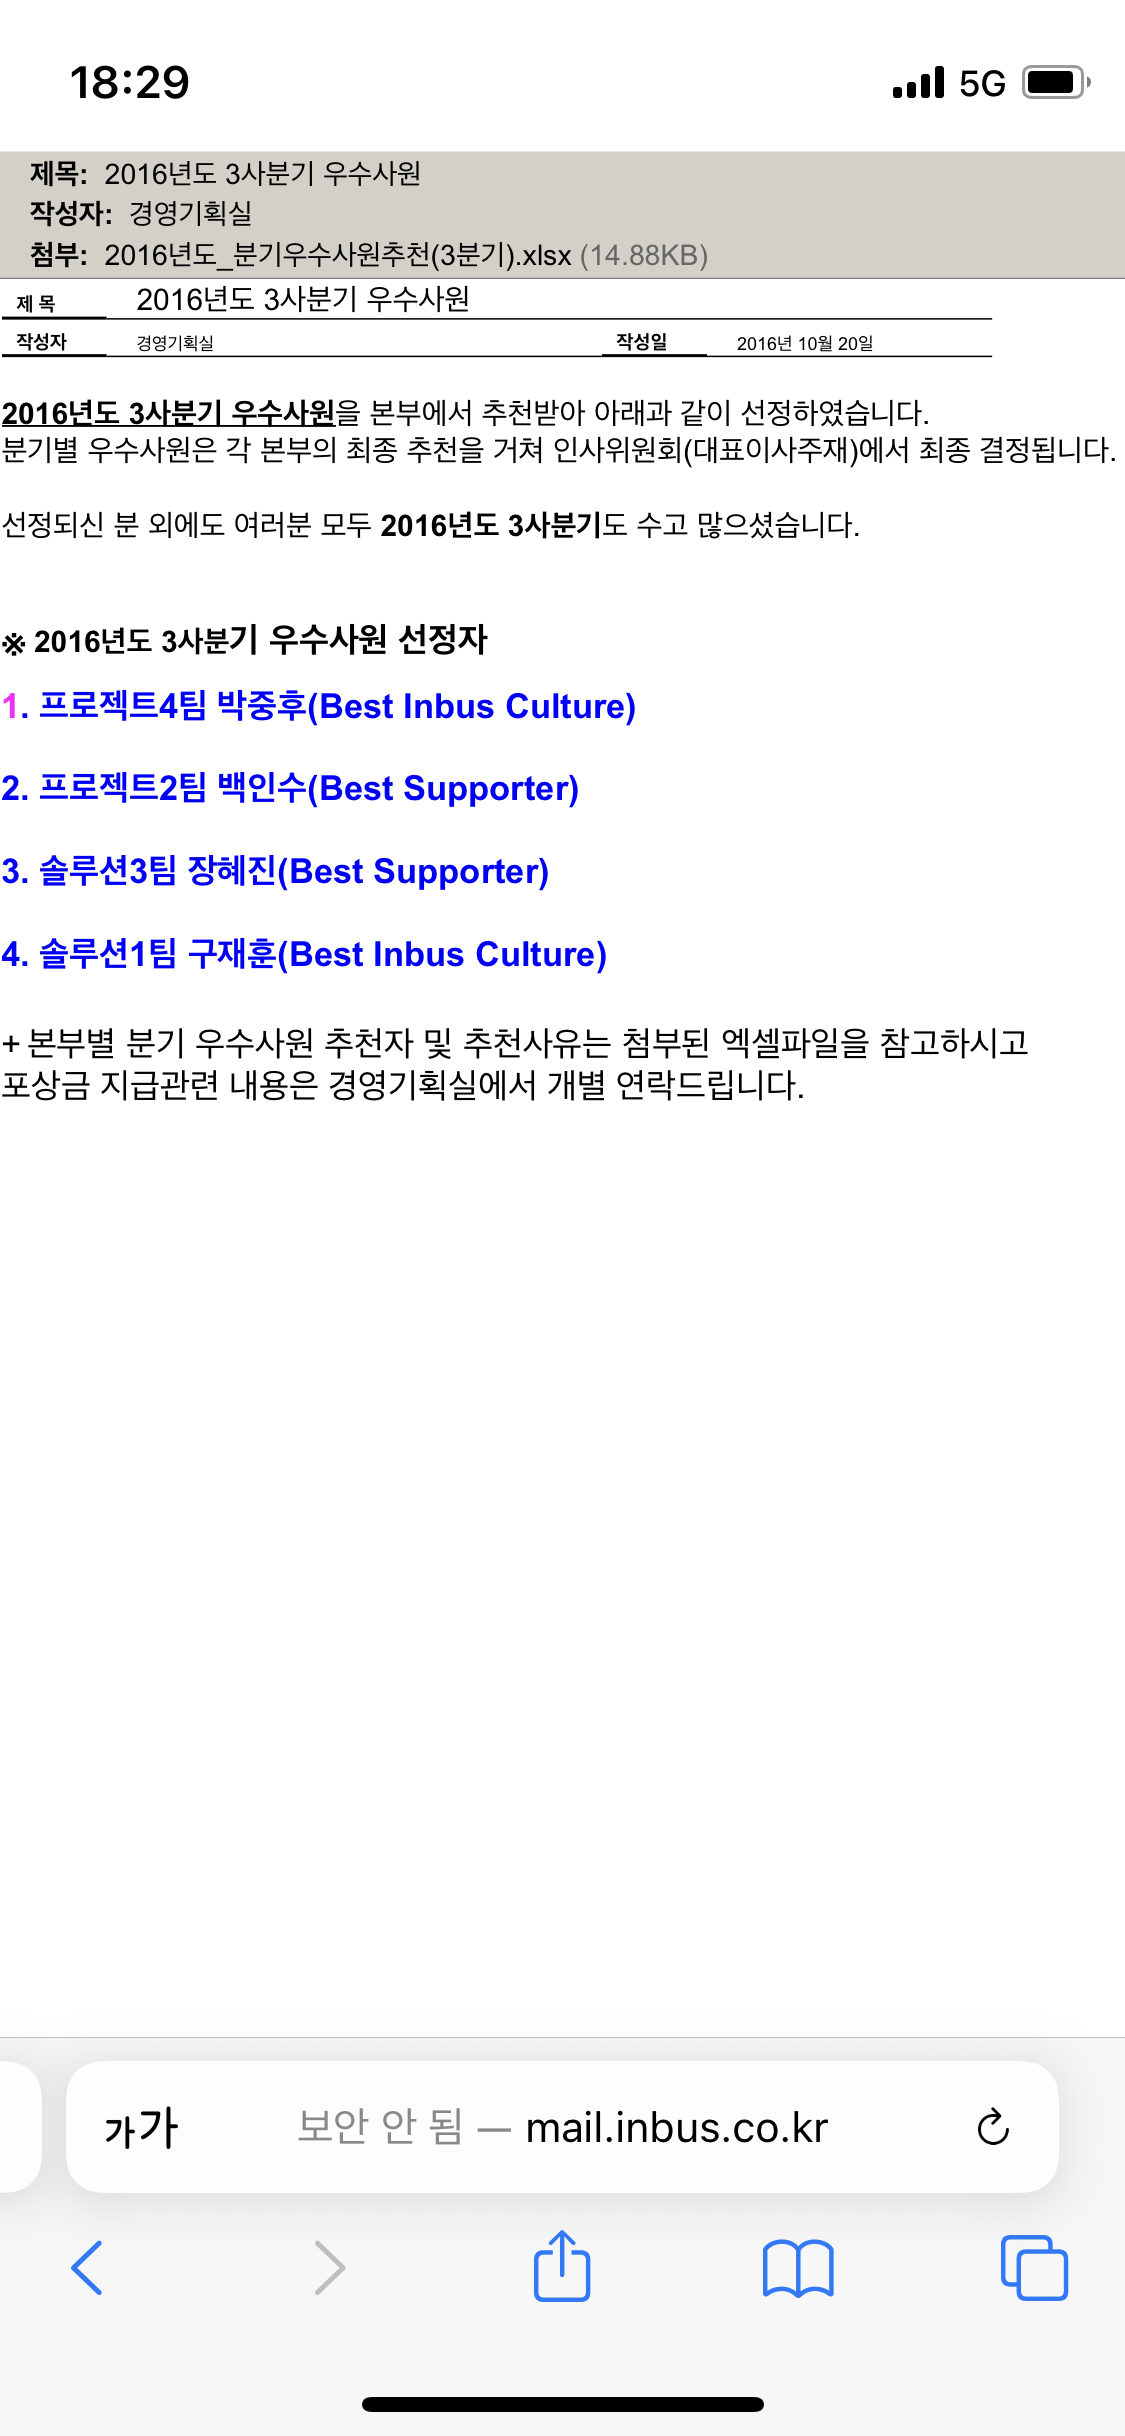 18:29 5G
제목: 2016년도 3사분기 우수사원
작성자: 경영기획실
첨부: 2016년도_분기우수사원추천(3분기).xlsx (14.88KB)
제 목 2016년도 3사분기 우수사원
작성자 경영기획실 작성일 2016년 10월 20일
2016년도 3사분기 우수사원을 본부에서 추천받아 아래과 같이 선정하였습니다.
분기별 우수사원은 각 본부의 최종 추천을 거쳐 인사위원회(대표이사주재)에서 최종 결정됩니다.
선정되신 분 외에도 여러분 모두 2016년도 3사분기도 수고 많으셨습니다.
※ 2016년도 3사분기 우수사원 선정자
1. 프로젝트4팀 박중후(Best Inbus Culture)
2. 프로젝트2팀 백인수(Best Supporter)
3. 솔루션3팀 장혜진(Best Supporter)
4. 솔루션1팀 구재훈(Best Inbus Culture)
+ 본부별 분기 우수사원 추천자 및 추천사유는 첨부된 엑셀파일을 참고하시고
포상금 지급관련 내용은 경영기획실에서 개별 연락드립니다.
가가 보안 안 됨 — mail.inbus.co.kr